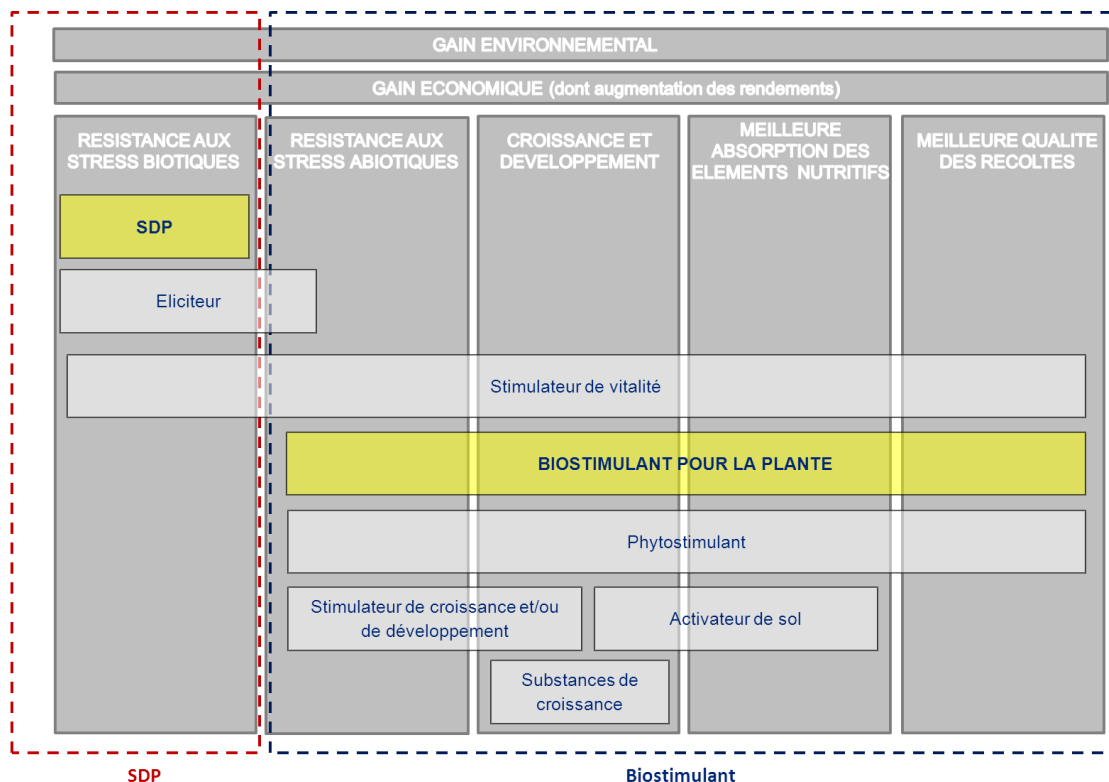 GAIN ENVIRONNEMENTAL
GAIN ECONOMIQUE (dont augmentation des rendements)
RESISTANCE AUX
STRESS BIOTIQUES
RESISTANCE AUX
STRESS ABIOTIQUES
CROISSANCE ET
DEVELOPPEMENT
MEILLEURE
ABSORPTION DES
ELEMENTS NUTRITIFS
MEILLEURE QUALITE
DES RECOLTES
SDP
Eliciteur
Stimulateur de vitalité
BIOSTIMULANT POUR LA PLANTE
Phytostimulant
Stimulateur de croissance et/ou
de développement
Activateur de sol
Substances de
croissance
SDP
Biostimulant